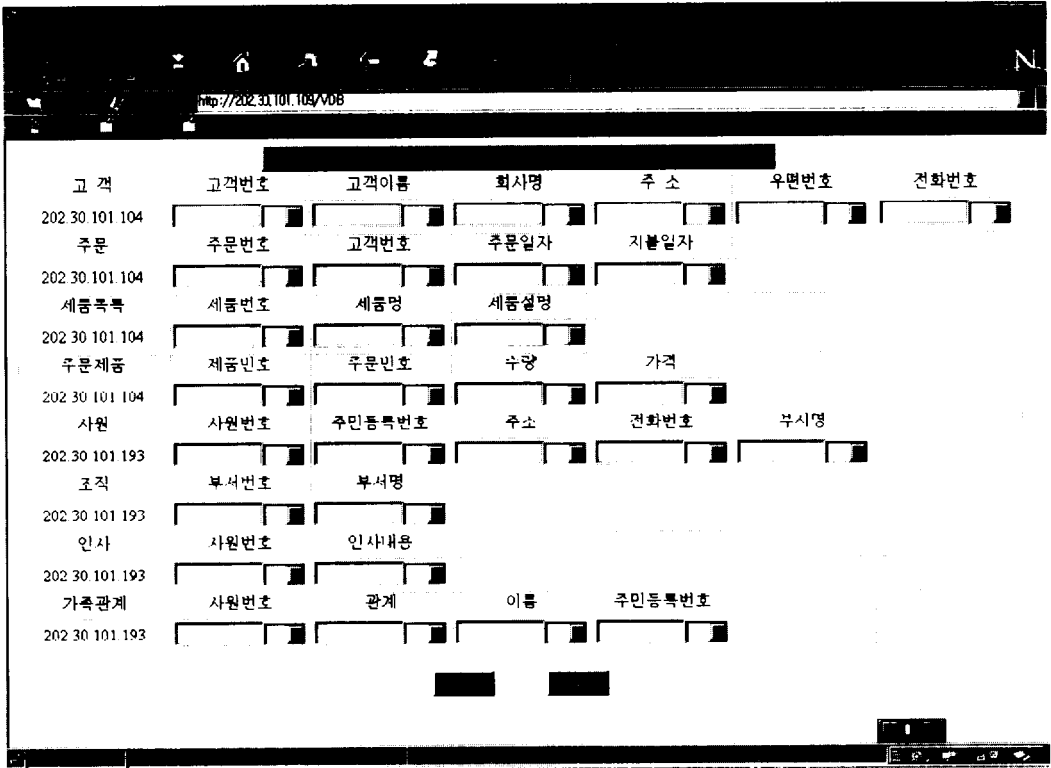 N
http://202.30.101.109/VDB
고 객 고객번호 고객이름 회사명 주 소 우편번호 전화번호
202.30.101.104
주문 주문번호 고객번호 주문일자 지불일자
202.30.101.104
제품목록 제품번호 제품명 제품설명
202.30.101.104
주문제품 제품번호 주문번호 수량 가격
202.30.101.104
사원 사원번호 주민등록번호 주소 전화번호 부서명
202.30.101.193
조직 부서번호 부서명
202.30.101.193
인사 사원번호 인사내용
202.30.101.193
가족관계 사원번호 관계 이름 주민등록번호
202.30.101.193